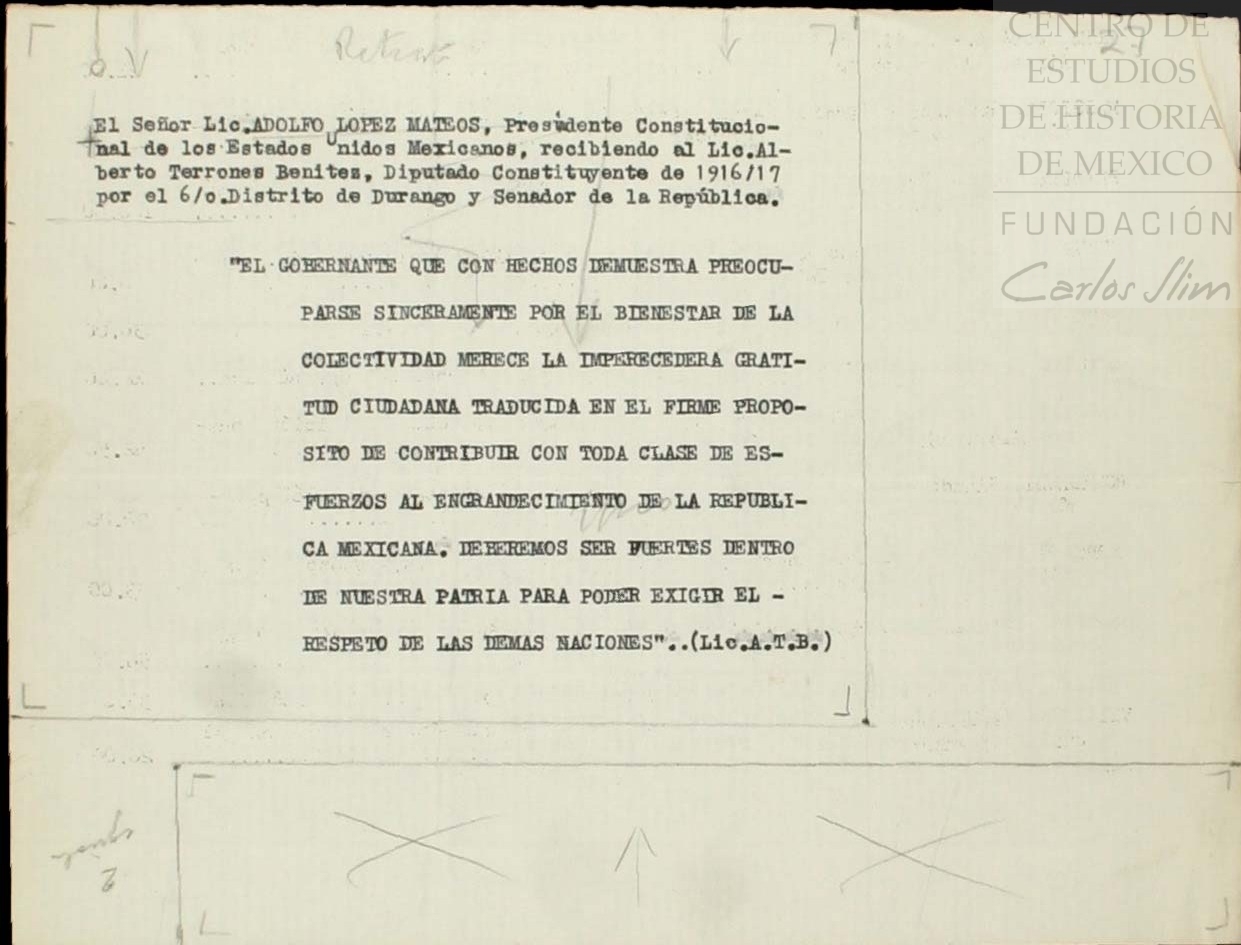 CENTRO DE
ESTUDIOS
DE HISTORIA
DE MEXICO
FUNDACIÓN
Carlos Slim
El Señor Lic.ADOLFO LOPEZ MATEOS, Presidente Constitucio-
nal de los Estados Unidos Mexicanos, recibiendo al Lic.Al-
berto Terrones Benites, Diputado Constituyente de 1916/17
por el 6/o.Distrito de Durango y Senador de la República.
"EL GOBERNANTE QUE CON HECHOS DEMUESTRA PREOCU-
PARSE SINCERAMENTE POR EL BIENESTAR DE LA
COLECTIVIDAD MERECE LA IMPERECEDERA GRATI-
TUD CIUDADANA TRADUCIDA EN EL FIRME PROPO-
SITO DE CONTRIBUIR CON TODA CLASE DE ES-
FUERZOS AL ENGRANDECIMIENTO DE LA REPUBLI-
CA MEXICANA. DEBEREMOS SER FUERTES DENTRO
DE NUESTRA PATRIA PARA PODER EXIGIR EL -
RESPETO DE LAS DEMAS NACIONES"..(Lic.A.T.B.)
2